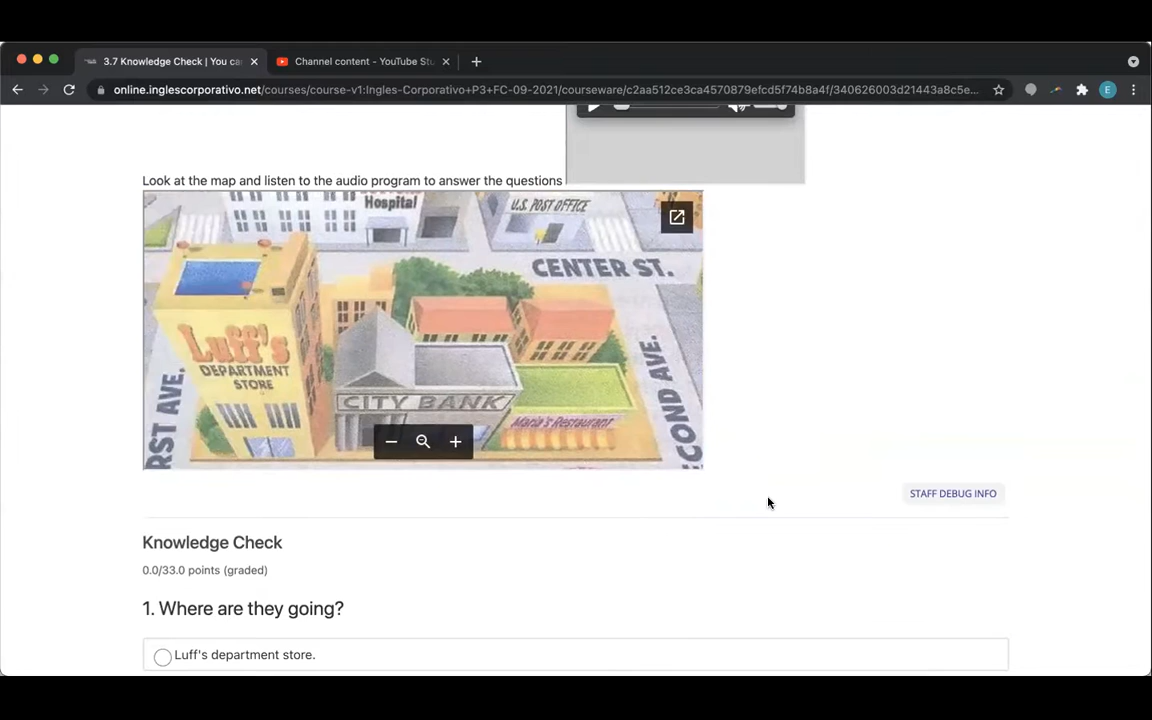 3.7 Knowledge Check | You ca
Channel content - YouTube Stu
online.inglescorporativo.net/courses/course-v1:Ingles-Corporativo+P3+FC-09-2021/courseware/c2aa512ce3ca4570879efcd5f74b8a4f/340626003d21443a8c5e...
E
Look at the map and listen to the audio program to answer the questions
Hospital
U.S. POST OFFICE
CENTER ST.
Luff's
DEPARTMENT
STORE
RST AVE.
CITY BANK
Maria's Restaurant
COND AVE.
STAFF DEBUG INFO
Knowledge Check
0.0/33.0 points (graded)
1. Where are they going?
Luff's department store.